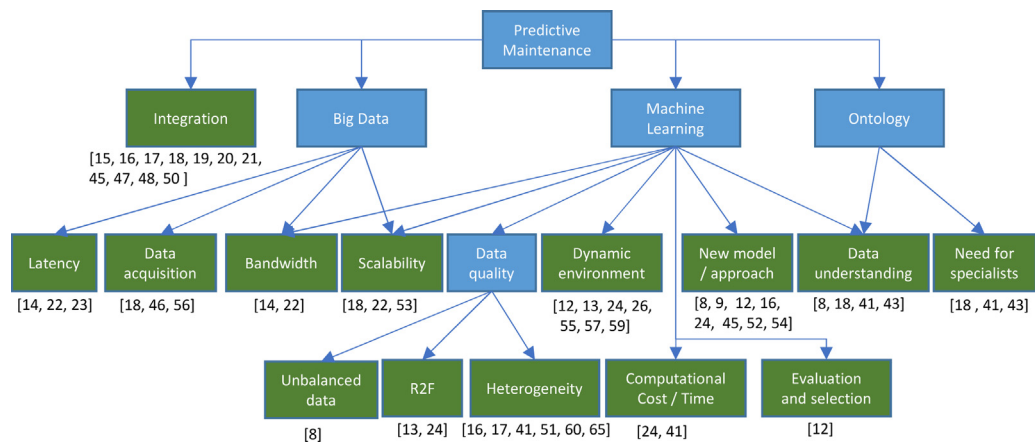 Predictive
Maintenance
Integration
Big Data
Machine
Learning
Ontology
[15, 16, 17, 18, 19, 20, 21,
45, 47, 48, 50 ]
Latency
Data
acquisition
Bandwidth
Scalability
Data
quality
Dynamic
environment
New model
/ approach
Data
understanding
Need for
specialists
[14, 22, 23]
[18, 46, 56]
[14, 22]
[18, 22, 53]
[12, 13, 24, 26,
55, 57, 59]
[8, 9, 12, 16,
24, 45, 52, 54]
[8, 18, 41, 43]
[18 , 41, 43]
Unbalanced
data
R2F
Heterogeneity
Computational
Cost / Time
Evaluation
and selection
[8]
[13, 24]
[16, 17, 41, 51, 60, 65]
[24, 41]
[12]